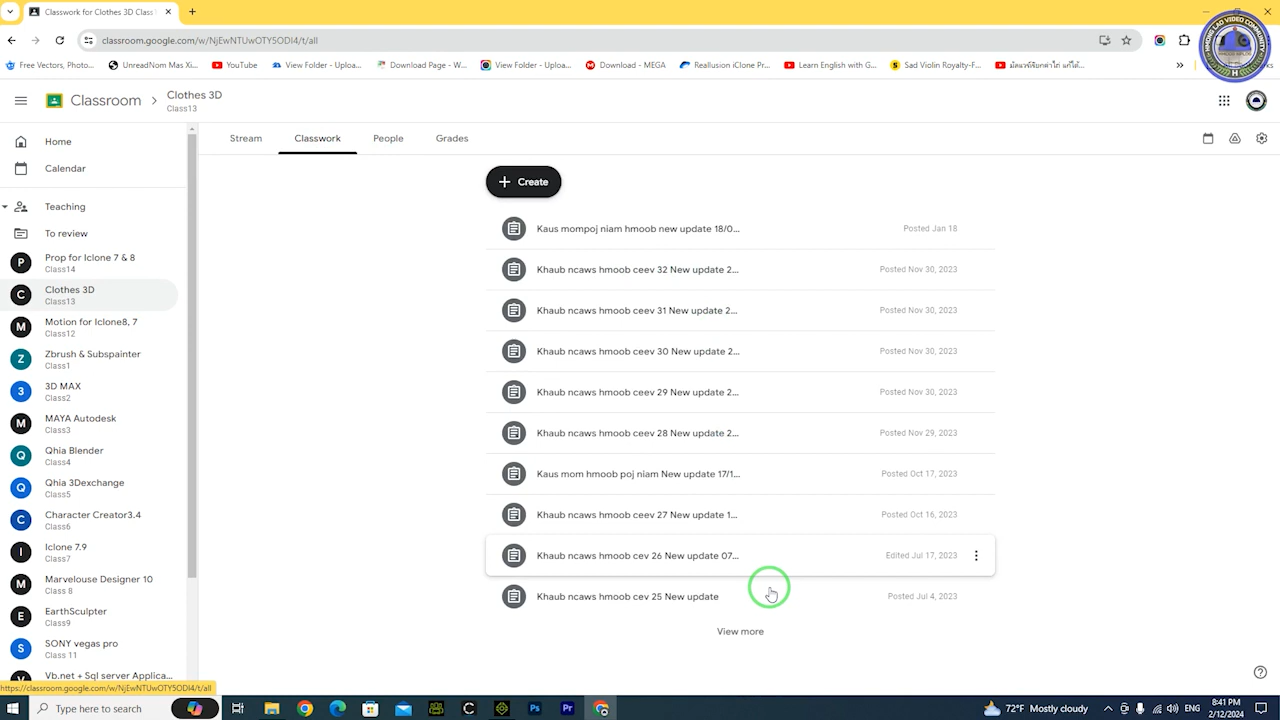 Classwork for Clothes 3D Class1
classroom.google.com/w/NjEwNTUwOTY5ODI4/t/all
Free Vectors, Photo...
UnreadNom Mas Xi...
YouTube
View Folder - Uploa...
Download Page - W...
View Folder - Uploa...
Download - MEGA
Reallusion iClone Pr...
Learn English with G...
Sad Violin Royalty-F...
HMONG LAO VIDEO COMMUNITY
Classroom
Clothes 3D
Class13
Home
Calendar
Teaching
To review
P
Prop for Iclone 7 & 8
Class14
C
Clothes 3D
Class13
M
Motion for Iclone8, 7
Class12
Z
Zbrush & Subspainter
Class1
3
3D MAX
Class2
M
MAYA Autodesk
Class3
Q
Qhia Blender
Class4
Q
Qhia 3Dexchange
Class5
C
Character Creator3.4
Class6
I
Iclone 7.9
Class7
M
Marvelouse Designer 10
Class 8
E
EarthSculpter
Class9
S
SONY vegas pro
Class 11
Vb.net + Sql server Applica...
https://classroom.google.com/w/NjEwNTUwOTY5ODI4/t/all
Stream
Classwork
People
Grades
Create
Kaus mompoj niam hmoob new update 18/0...
Posted Jan 18
Khaub ncaws hmoob ceev 32 New update 2...
Posted Nov 30, 2023
Khaub ncaws hmoob ceev 31 New update 2...
Posted Nov 30, 2023
Khaub ncaws hmoob ceev 30 New update 2...
Posted Nov 30, 2023
Khaub ncaws hmoob ceev 29 New update 2...
Posted Nov 30, 2023
Khaub ncaws hmoob ceev 28 New update 2...
Posted Nov 29, 2023
Kaus mom hmoob poj niam New update 17/1...
Posted Oct 17, 2023
Khaub ncaws hmoob ceev 27 New update 1...
Posted Oct 16, 2023
Khaub ncaws hmoob cev 26 New update 07...
Edited Jul 17, 2023
Khaub ncaws hmoob cev 25 New update
Posted Jul 4, 2023
View more
Type here to search
72°F Mostly cloudy
ENG
8:41 PM
2/12/2024